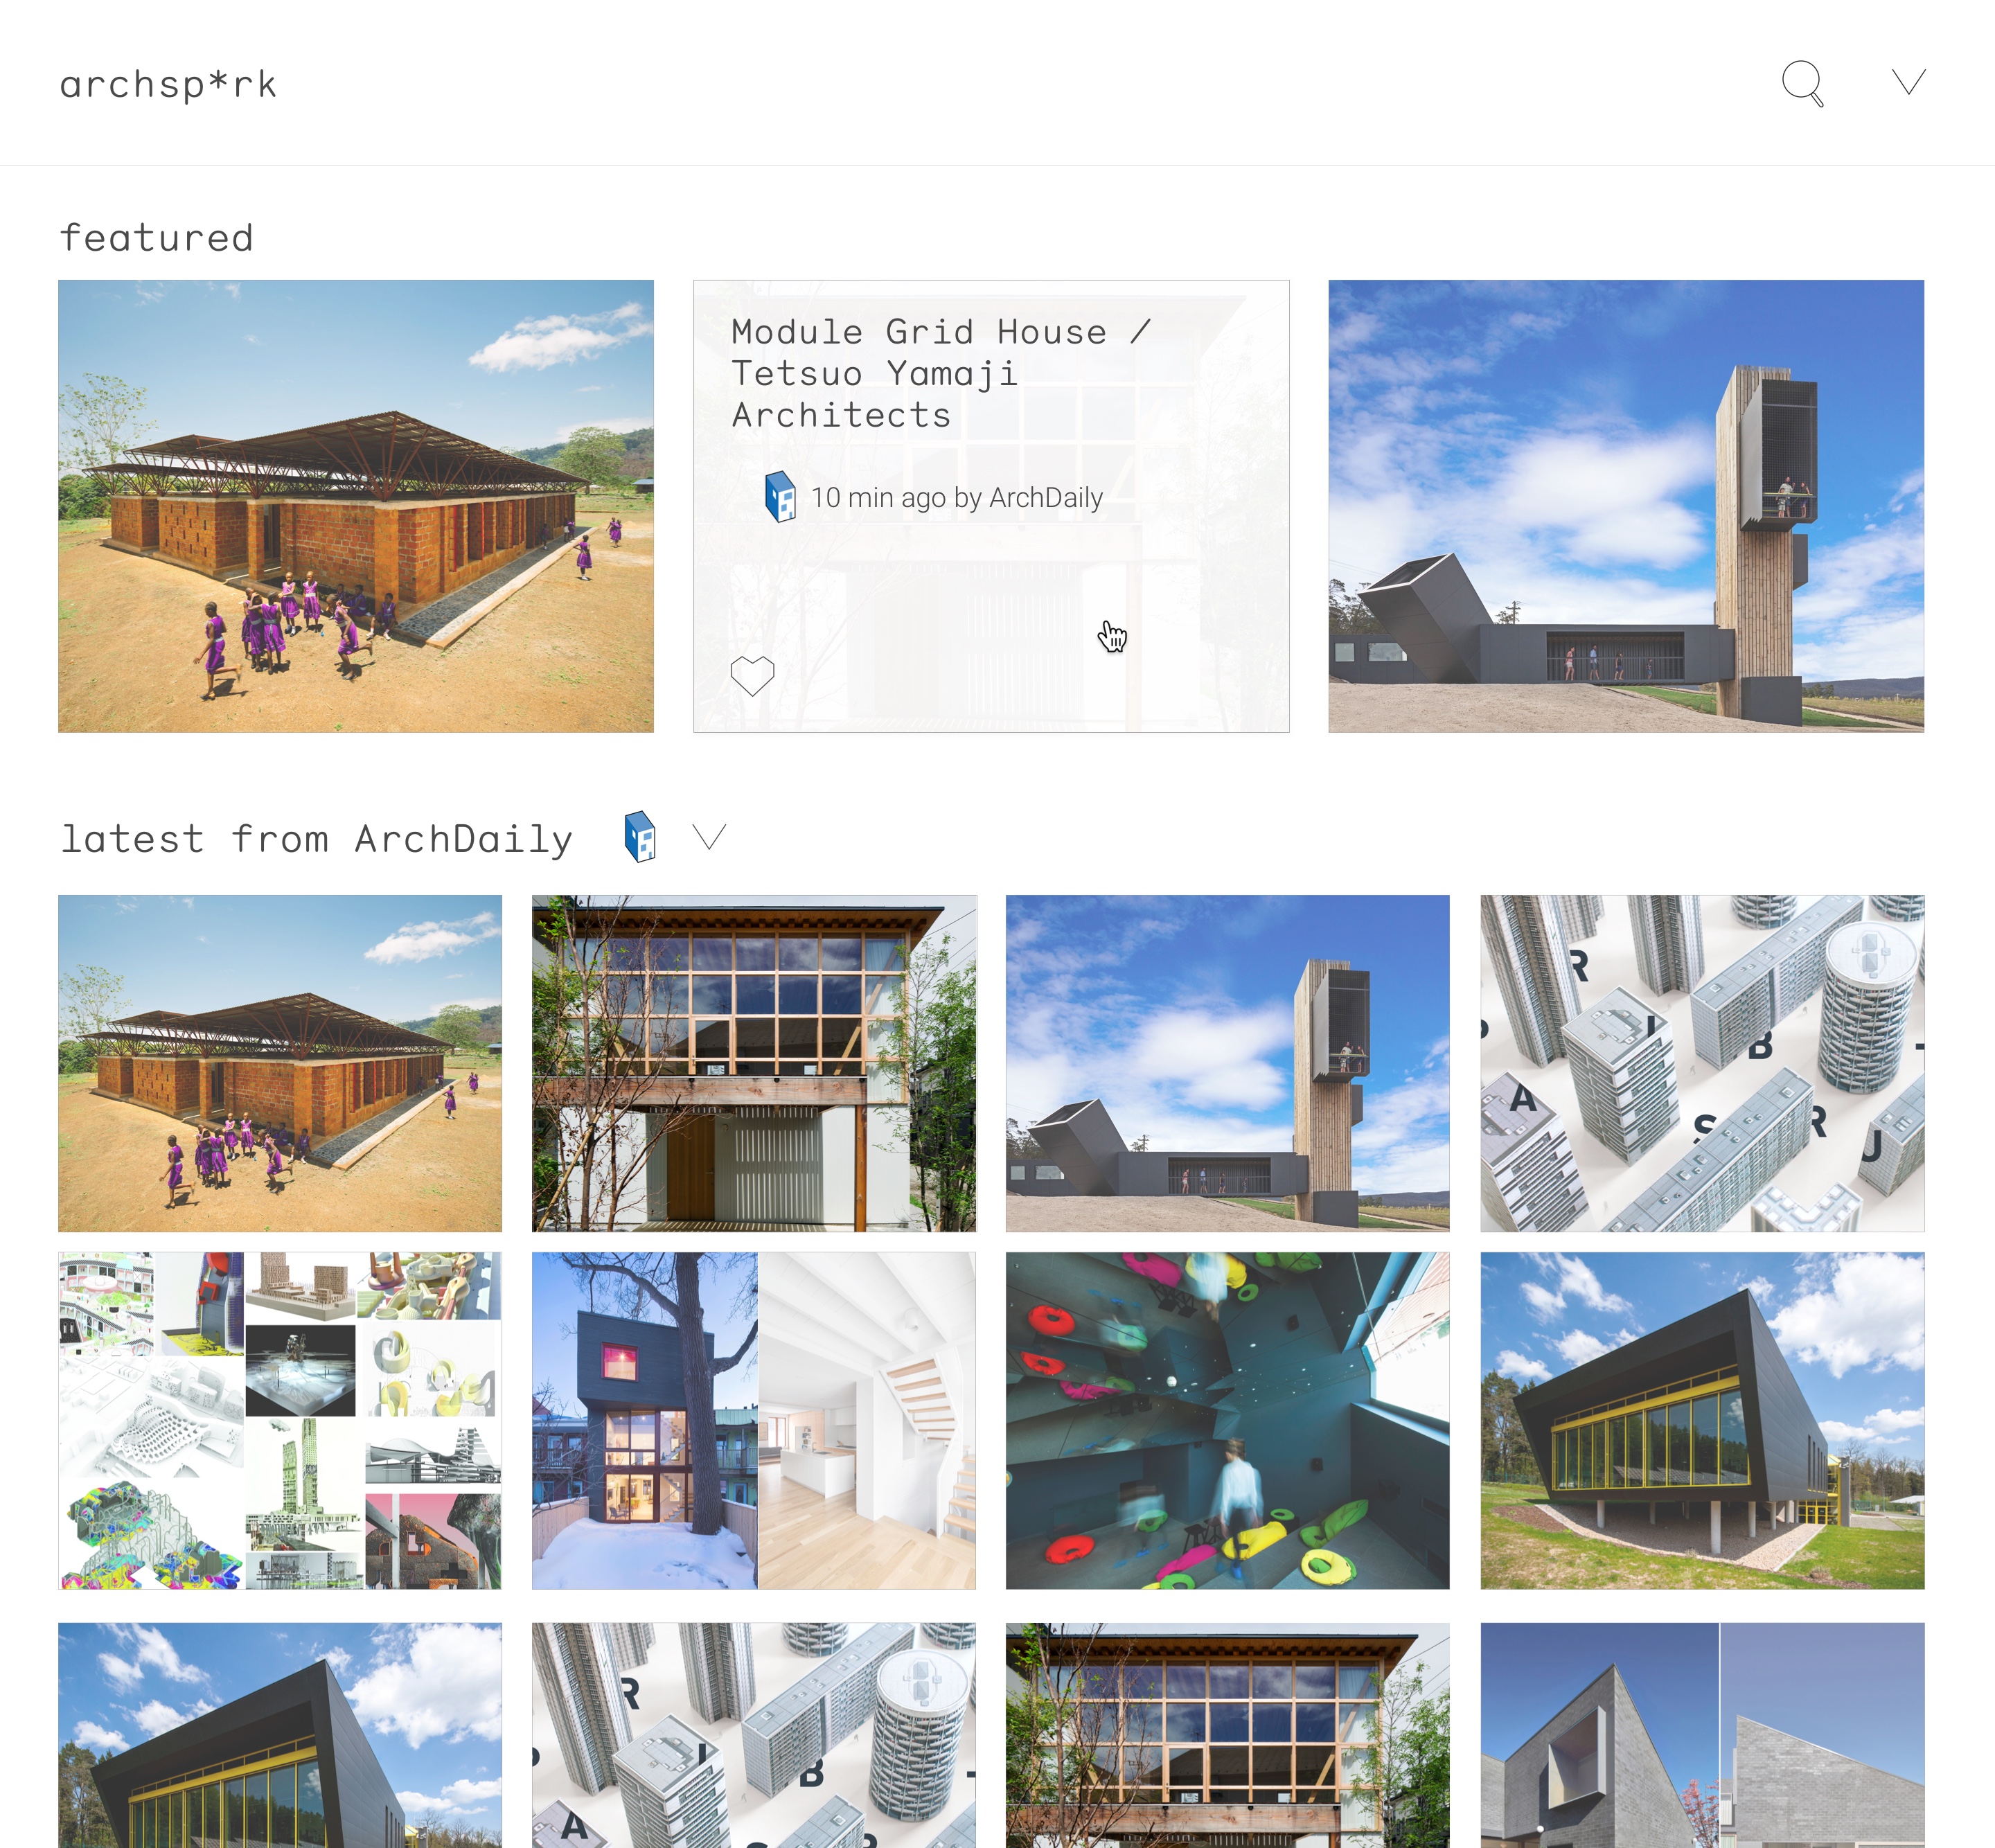 archsp*rk
featured
Module Grid House /
Tetsuo Yamaji
Architects
10 min ago by ArchDaily
latest from ArchDaily
R
B
A
S
R
U
R
B
A